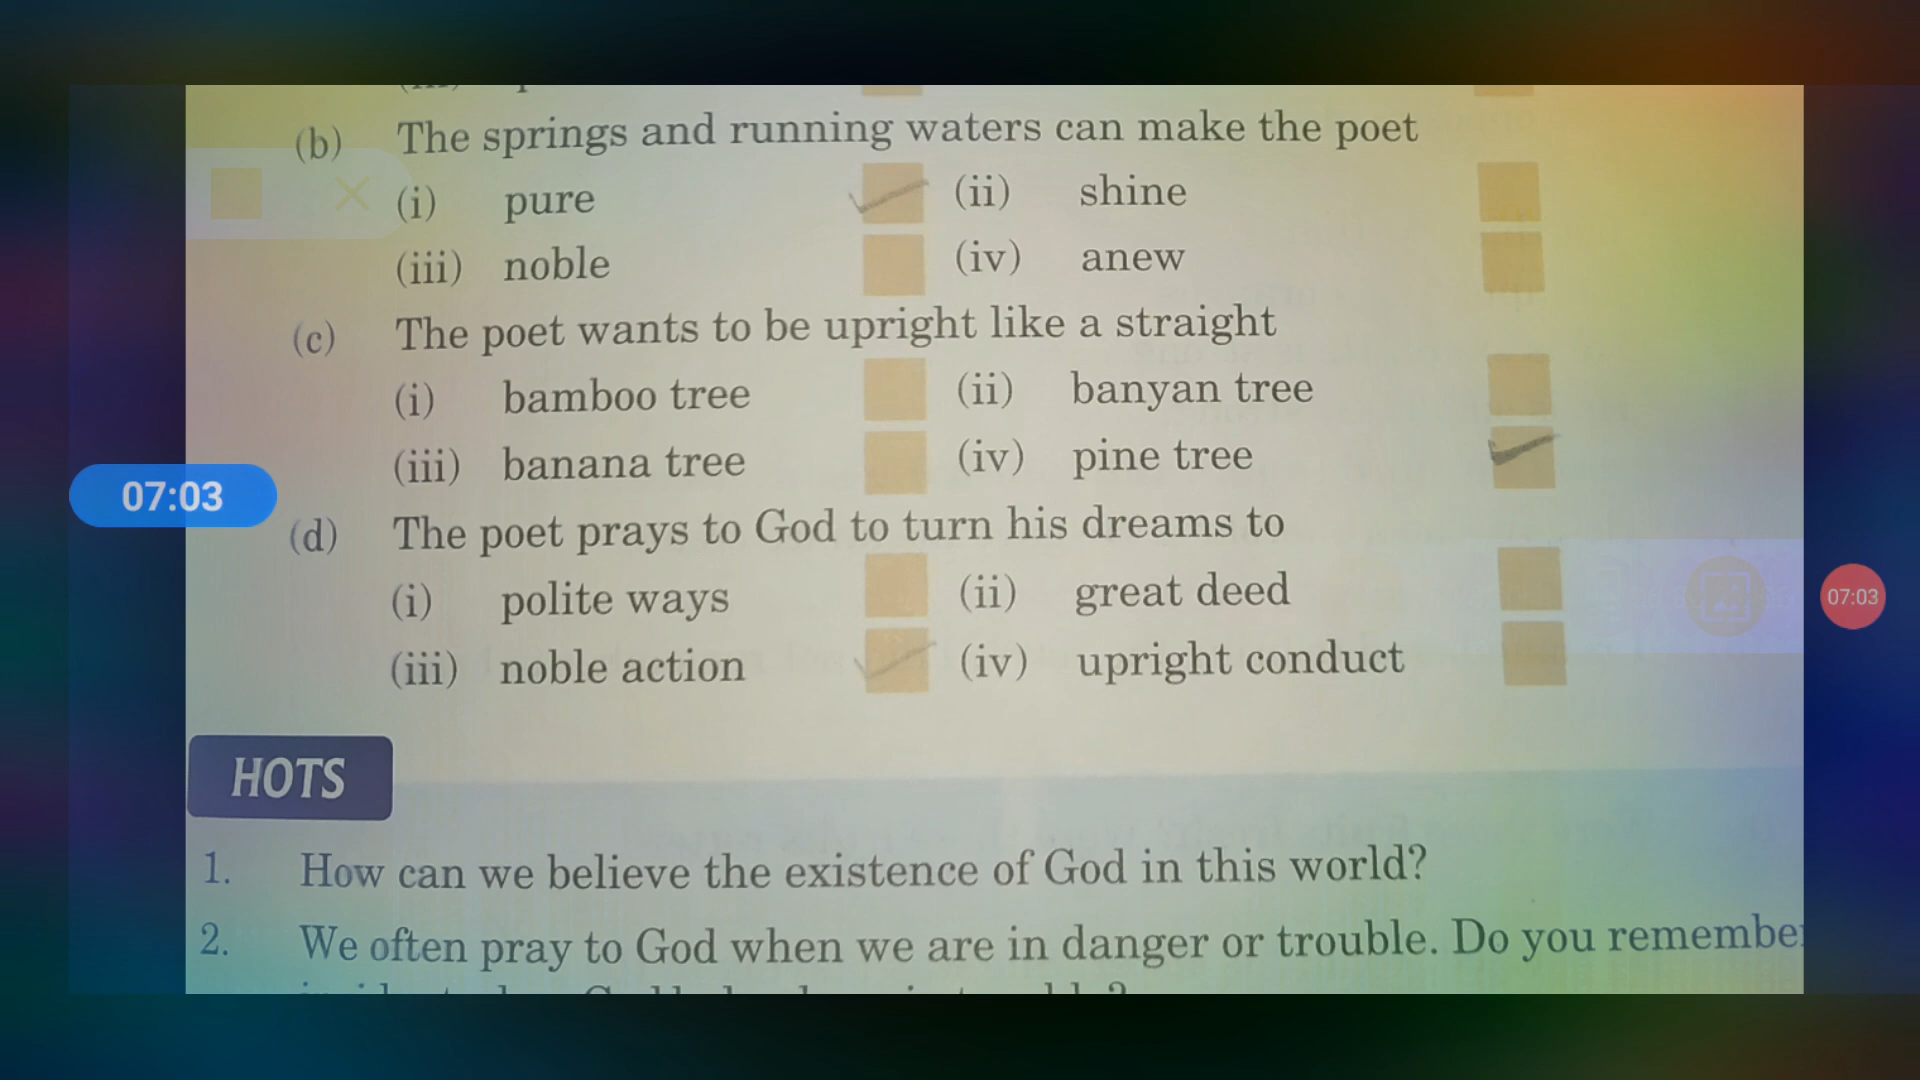 (b) The springs and running waters can make the poet
(i) pure (ii) shine
(iii) noble (iv) anew
(c) The poet wants to be upright like a straight
(i) bamboo tree (ii) banyan tree
(iii) banana tree (iv) pine tree
07:03
(d) The poet prays to God to turn his dreams to
(i) polite ways (ii) great deed
07:03
(iii) noble action (iv) upright conduct
HOTS
1. How can we believe the existence of God in this world?
2. We often pray to God when we are in danger or trouble. Do you remember